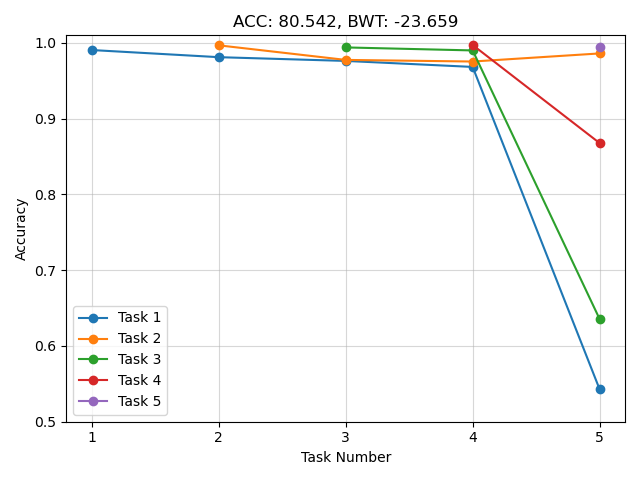 ACC: 80.542, BWT: -23.659
1.0
0.9
0.8
0.7
0.6
0.5
Accuracy
Task 1
Task 2
Task 3
Task 4
Task 5
1 2 3 4 5
Task Number